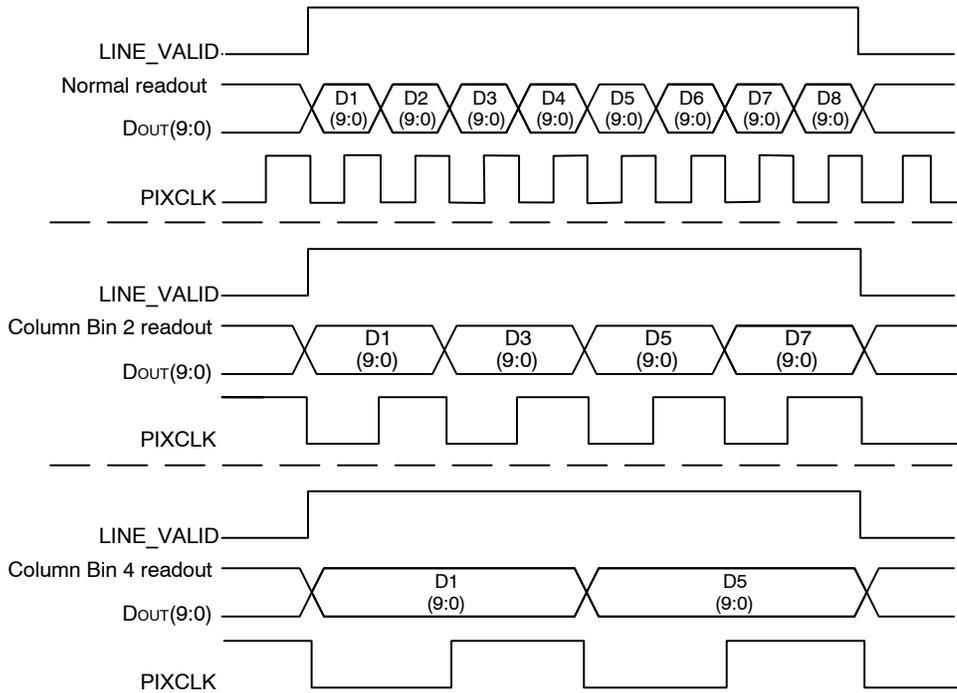 LINE_VALID
Normal readout
D1 D2 D3 D4 D5 D6 D7 D8
(9:0) (9:0) (9:0) (9:0) (9:0) (9:0) (9:0) (9:0)
DOUT(9:0)
PIXCLK
LINE_VALID
Column Bin 2 readout
D1 D3 D5 D7
(9:0) (9:0) (9:0) (9:0)
DOUT(9:0)
PIXCLK
LINE_VALID
Column Bin 4 readout
D1 D5
(9:0) (9:0)
DOUT(9:0)
PIXCLK